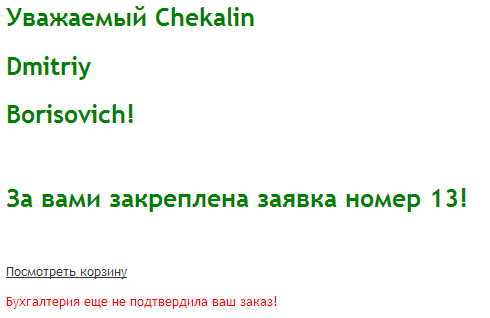 Уважаемый Chekalin
Dmitriy
Borisovich!
За вами закреплена заявка номер 13!
Посмотреть корзину
Бухгалтерия еще не подтвердила ваш заказ!